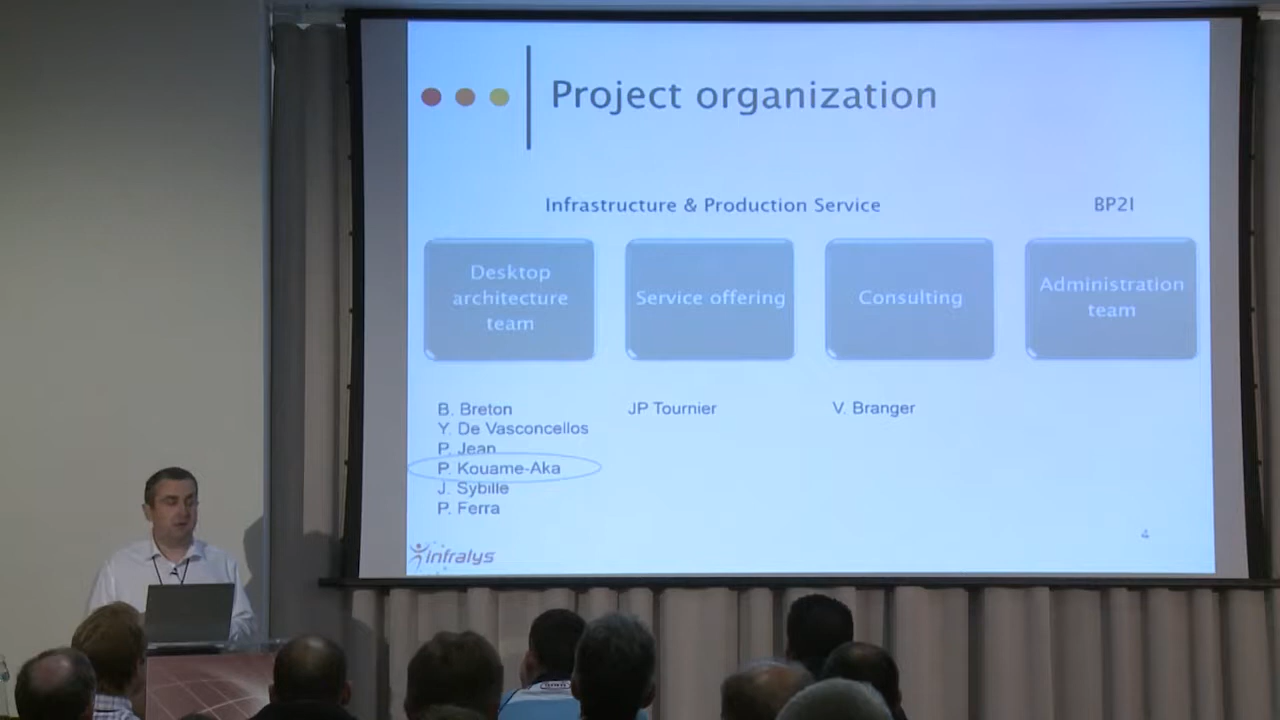 Project organization
Infrastructure & Production Service
BP2I
Desktop
architecture
team
Service offering
Consulting
Administration
team
B. Breton
Y. De Vasconcellos
P. Jean
P. Kouame-Aka
J. Sybille
P. Ferra
JP Tournier
V. Branger
4
infralys